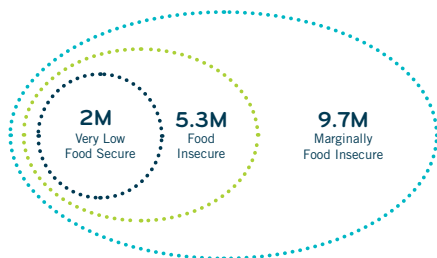 2M
Very Low
Food Secure
5.3M
Food
Insecure
9.7M
Marginally
Food Insecure